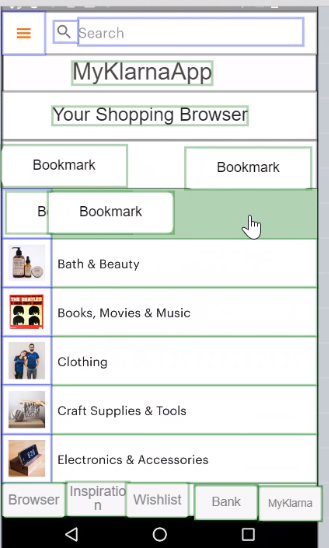 Search
MyKlarnaApp
Your Shopping Browser
Bookmark
Bookmark
B
Bookmark
Bath & Beauty
THE BEATLES
Books, Movies & Music
Clothing
Craft Supplies & Tools
Electronics & Accessories
Browser
Inspiratio
n
Wishlist
Bank
MyKlarna